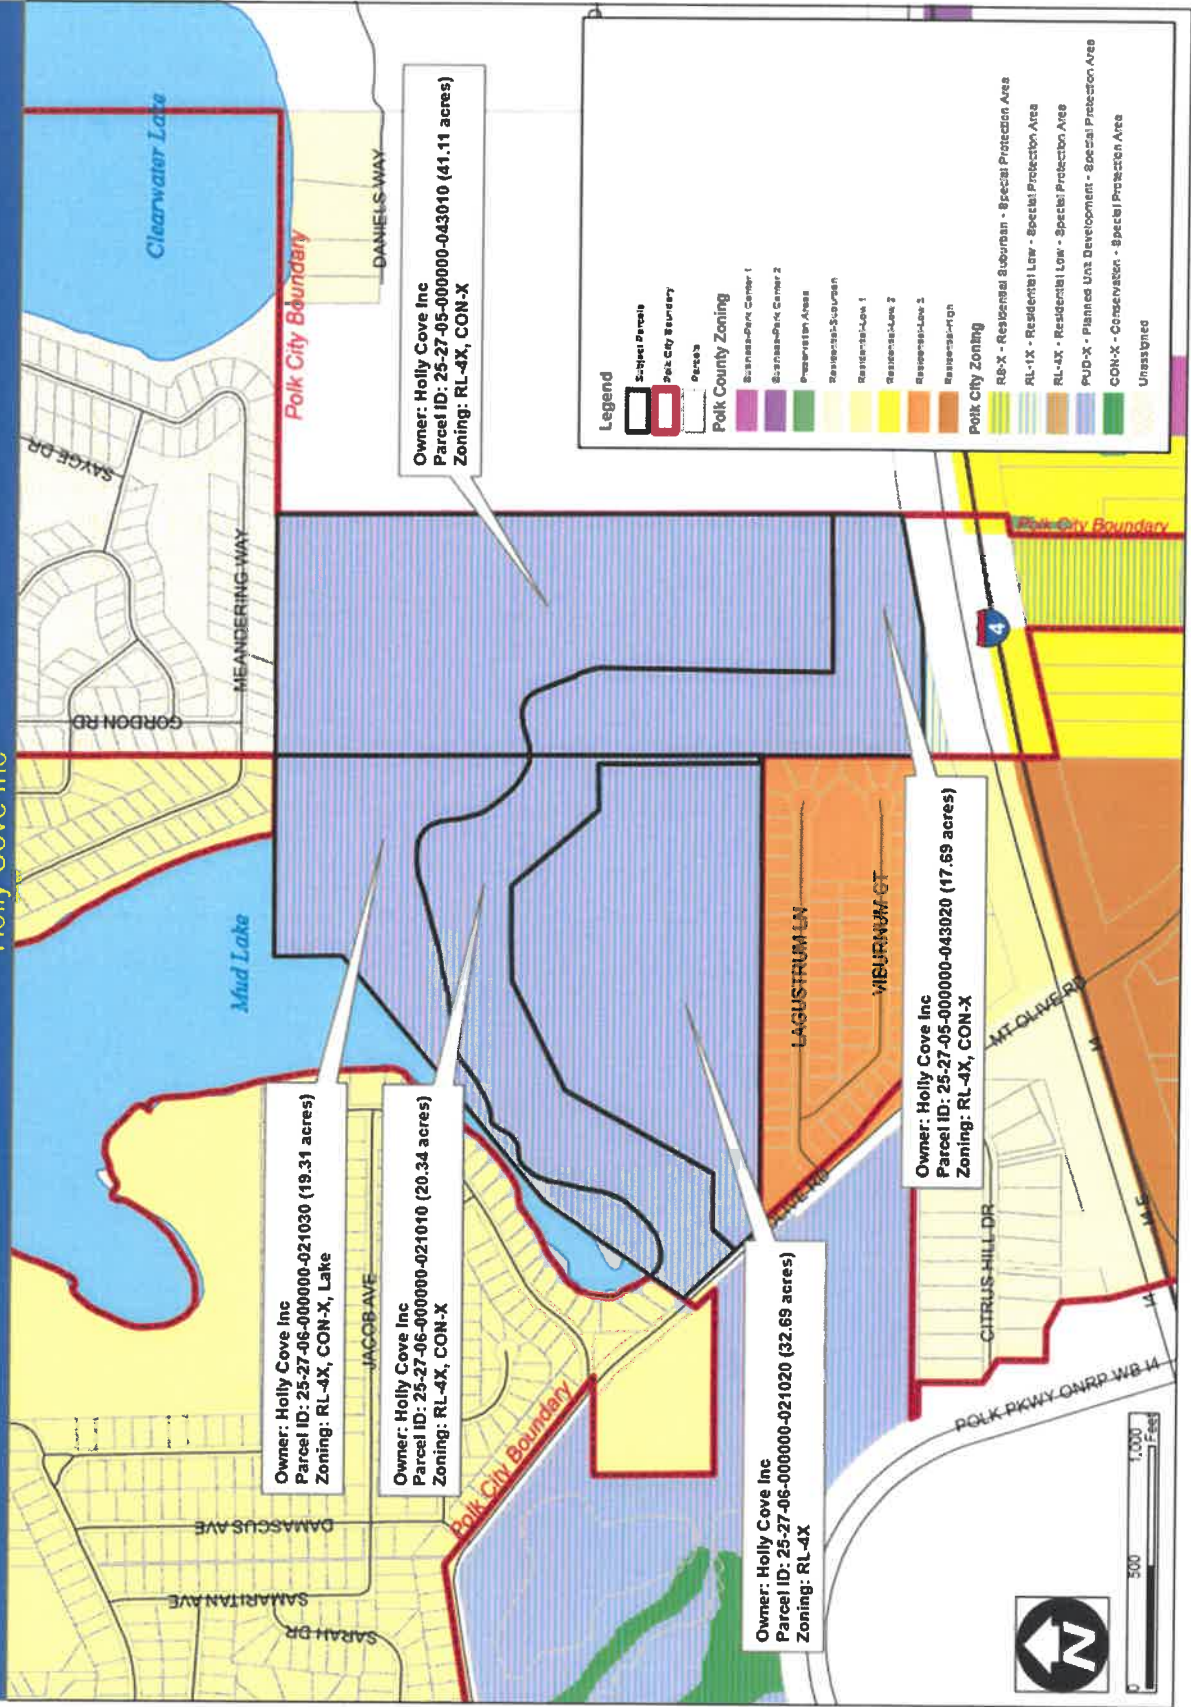 Holly Cove Inc
Clearwater Lake
Mud Lake
Polk City Boundary
DANIELS WAY
SAYGE DR
MEANDERING WAY
GORDON RD
Owner: Holly Cove Inc
Parcel ID: 25-27-05-000000-043010 (41.11 acres)
Zoning: RL-4X, CON-X
Owner: Holly Cove Inc
Parcel ID: 25-27-06-000000-021030 (19.31 acres)
Zoning: RL-4X, CON-X, Lake
Owner: Holly Cove Inc
Parcel ID: 25-27-06-000000-021010 (20.34 acres)
Zoning: RL-4X, CON-X
Owner: Holly Cove Inc
Parcel ID: 25-27-06-000000-021020 (32.69 acres)
Zoning: RL-4X
Owner: Holly Cove Inc
Parcel ID: 25-27-05-000000-043020 (17.69 acres)
Zoning: RL-4X, CON-X
JACOB AVE
DAMASCUS AVE
SAMARITAN AVE
SARAH DR
Polk City Boundary
LAGUSTRUM LN
VIBURNUM CT
MT OLIVE RD
OLIVE RD
CITRUS HILL DR
POLK PKWY ONRP WB I4
I4
I4 E
I4
4
Polk City Boundary
Legend
Subject Parcels
Polk City Boundary
Parcels
Polk County Zoning
Business-Park Center 1
Business-Park Center 2
Preservation Areas
Residential-Suburban
Residential-Low 1
Residential-Low 2
Residential-Low 3
Residential-High
Polk City Zoning
RS-X - Residential Suburban - Special Protection Area
RL-1X - Residential Low - Special Protection Area
RL-4X - Residential Low - Special Protection Area
PUD-X - Planned Unit Development - Special Protection Area
CON-X - Conservation - Special Protection Area
Unassigned
N
0 500 1,000
Feet